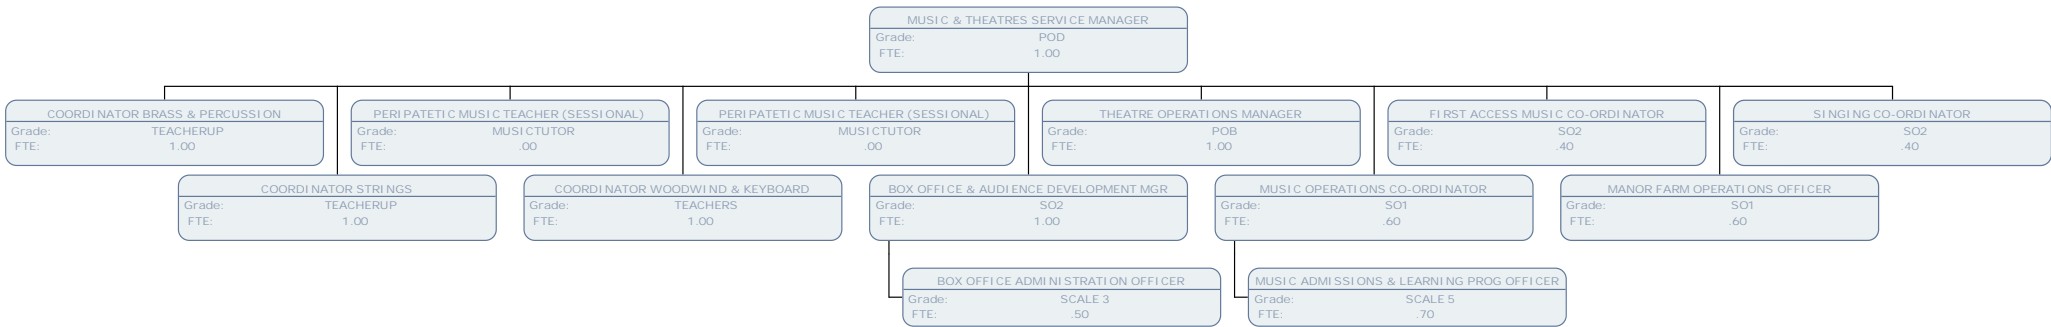 MUSIC & THEATRES SERVICE MANAGER
Grade: POD
FTE: 1.00
COORDINATOR BRASS & PERCUSSION
Grade: TEACHERUP
FTE: 1.00
PERIPATETIC MUSIC TEACHER (SESSIONAL)
Grade: MUSICTUTOR
FTE: .00
PERIPATETIC MUSIC TEACHER (SESSIONAL)
Grade: MUSICTUTOR
FTE: .00
THEATRE OPERATIONS MANAGER
Grade: POB
FTE: 1.00
FIRST ACCESS MUSIC CO-ORDINATOR
Grade: SO2
FTE: .40
SINGING CO-ORDINATOR
Grade: SO2
FTE: .40
COORDINATOR STRINGS
Grade: TEACHERUP
FTE: 1.00
COORDINATOR WOODWIND & KEYBOARD
Grade: TEACHERS
FTE: 1.00
BOX OFFICE & AUDIENCE DEVELOPMENT MGR
Grade: SO2
FTE: 1.00
MUSIC OPERATIONS CO-ORDINATOR
Grade: SO1
FTE: .60
MANOR FARM OPERATIONS OFFICER
Grade: SO1
FTE: .60
BOX OFFICE ADMINISTRATION OFFICER
Grade: SCALE 3
FTE: .50
MUSIC ADMISSIONS & LEARNING PROG OFFICER
Grade: SCALE 5
FTE: .70